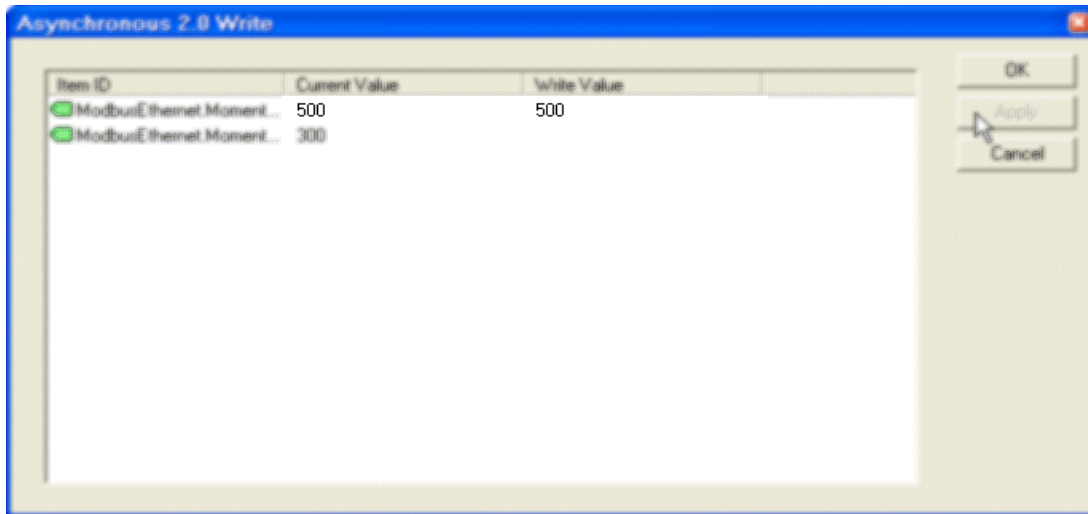 Asynchronous 2.0 Write
Item ID Current Value Write Value
ModbusEthernet.Moment... 500 500
ModbusEthernet.Moment... 300
OK
Apply
Cancel